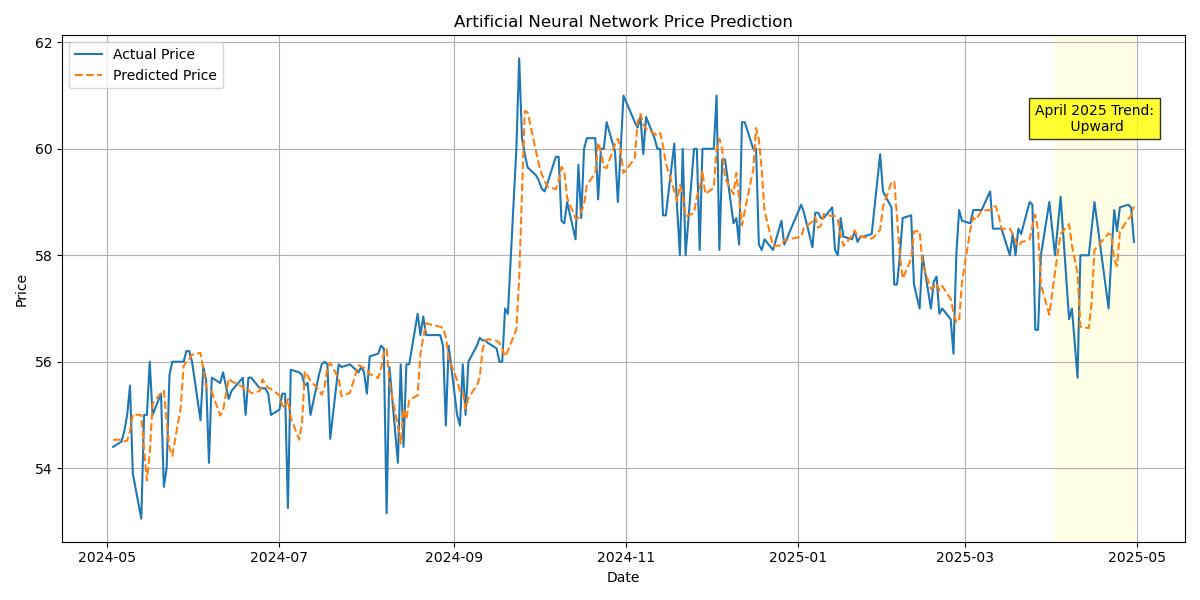 Artificial Neural Network Price Prediction
Actual Price
Predicted Price
April 2025 Trend:
Upward
62
60
58
56
54
Price
2024-05
2024-07
2024-09
2024-11
2025-01
2025-03
2025-05
Date